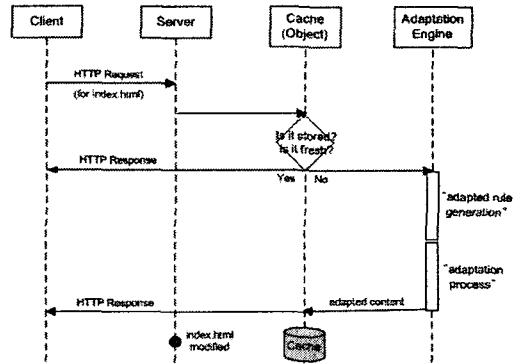 Client
Server
Cache
(Object)
Adaptation
Engine
HTTP Request
(for index.html)
Is it stored?
Is it fresh?
HTTP Response
Yes
No
"adapted rule
generation"
"adaptation
process"
HTTP Response
adapted content
index.html
modified
Cache